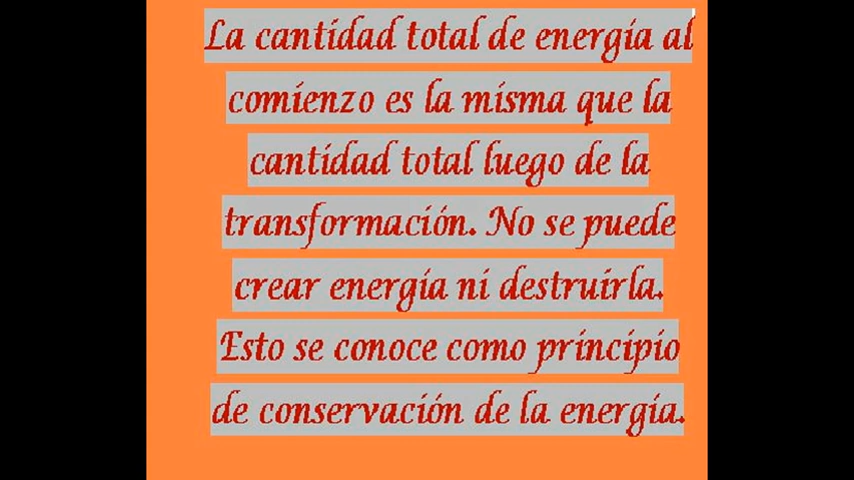 La cantidad total de energía al
comienzo es la misma que la
cantidad total luego de la
transformación. No se puede
crear energía ni destruirla.
Esto se conoce como principio
de conservación de la energía.